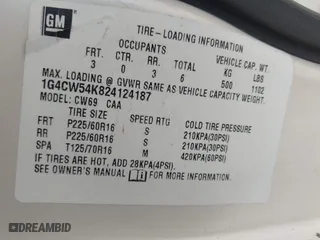 GM
TIRE-LOADING INFORMATION
OCCUPANTS VEHICLE CAP. WT.
FRT. CTR. RR. TOTAL KG LBS
3 0 3 6 500 1102
MAX. LOADING @ GVWR SAME AS VEHICLE CAPACITY WEIGHT.
1G4CW54K824124187
MODEL: CW69 CAA
TIRE SIZE SPEED RTG COLD TIRE PRESSURE
FRT P225/60R16 S 210KPA(30PSI)
RR P225/60R16 S 210KPA(30PSI)
SPA T125/70R16 M 420KPA(60PSI)
IF TIRES ARE HOT, ADD 28KPA(4PSI).
SEE OWNER'S MANUAL FOR ADDITIONAL INFORMATION
AUTOBIDCAR